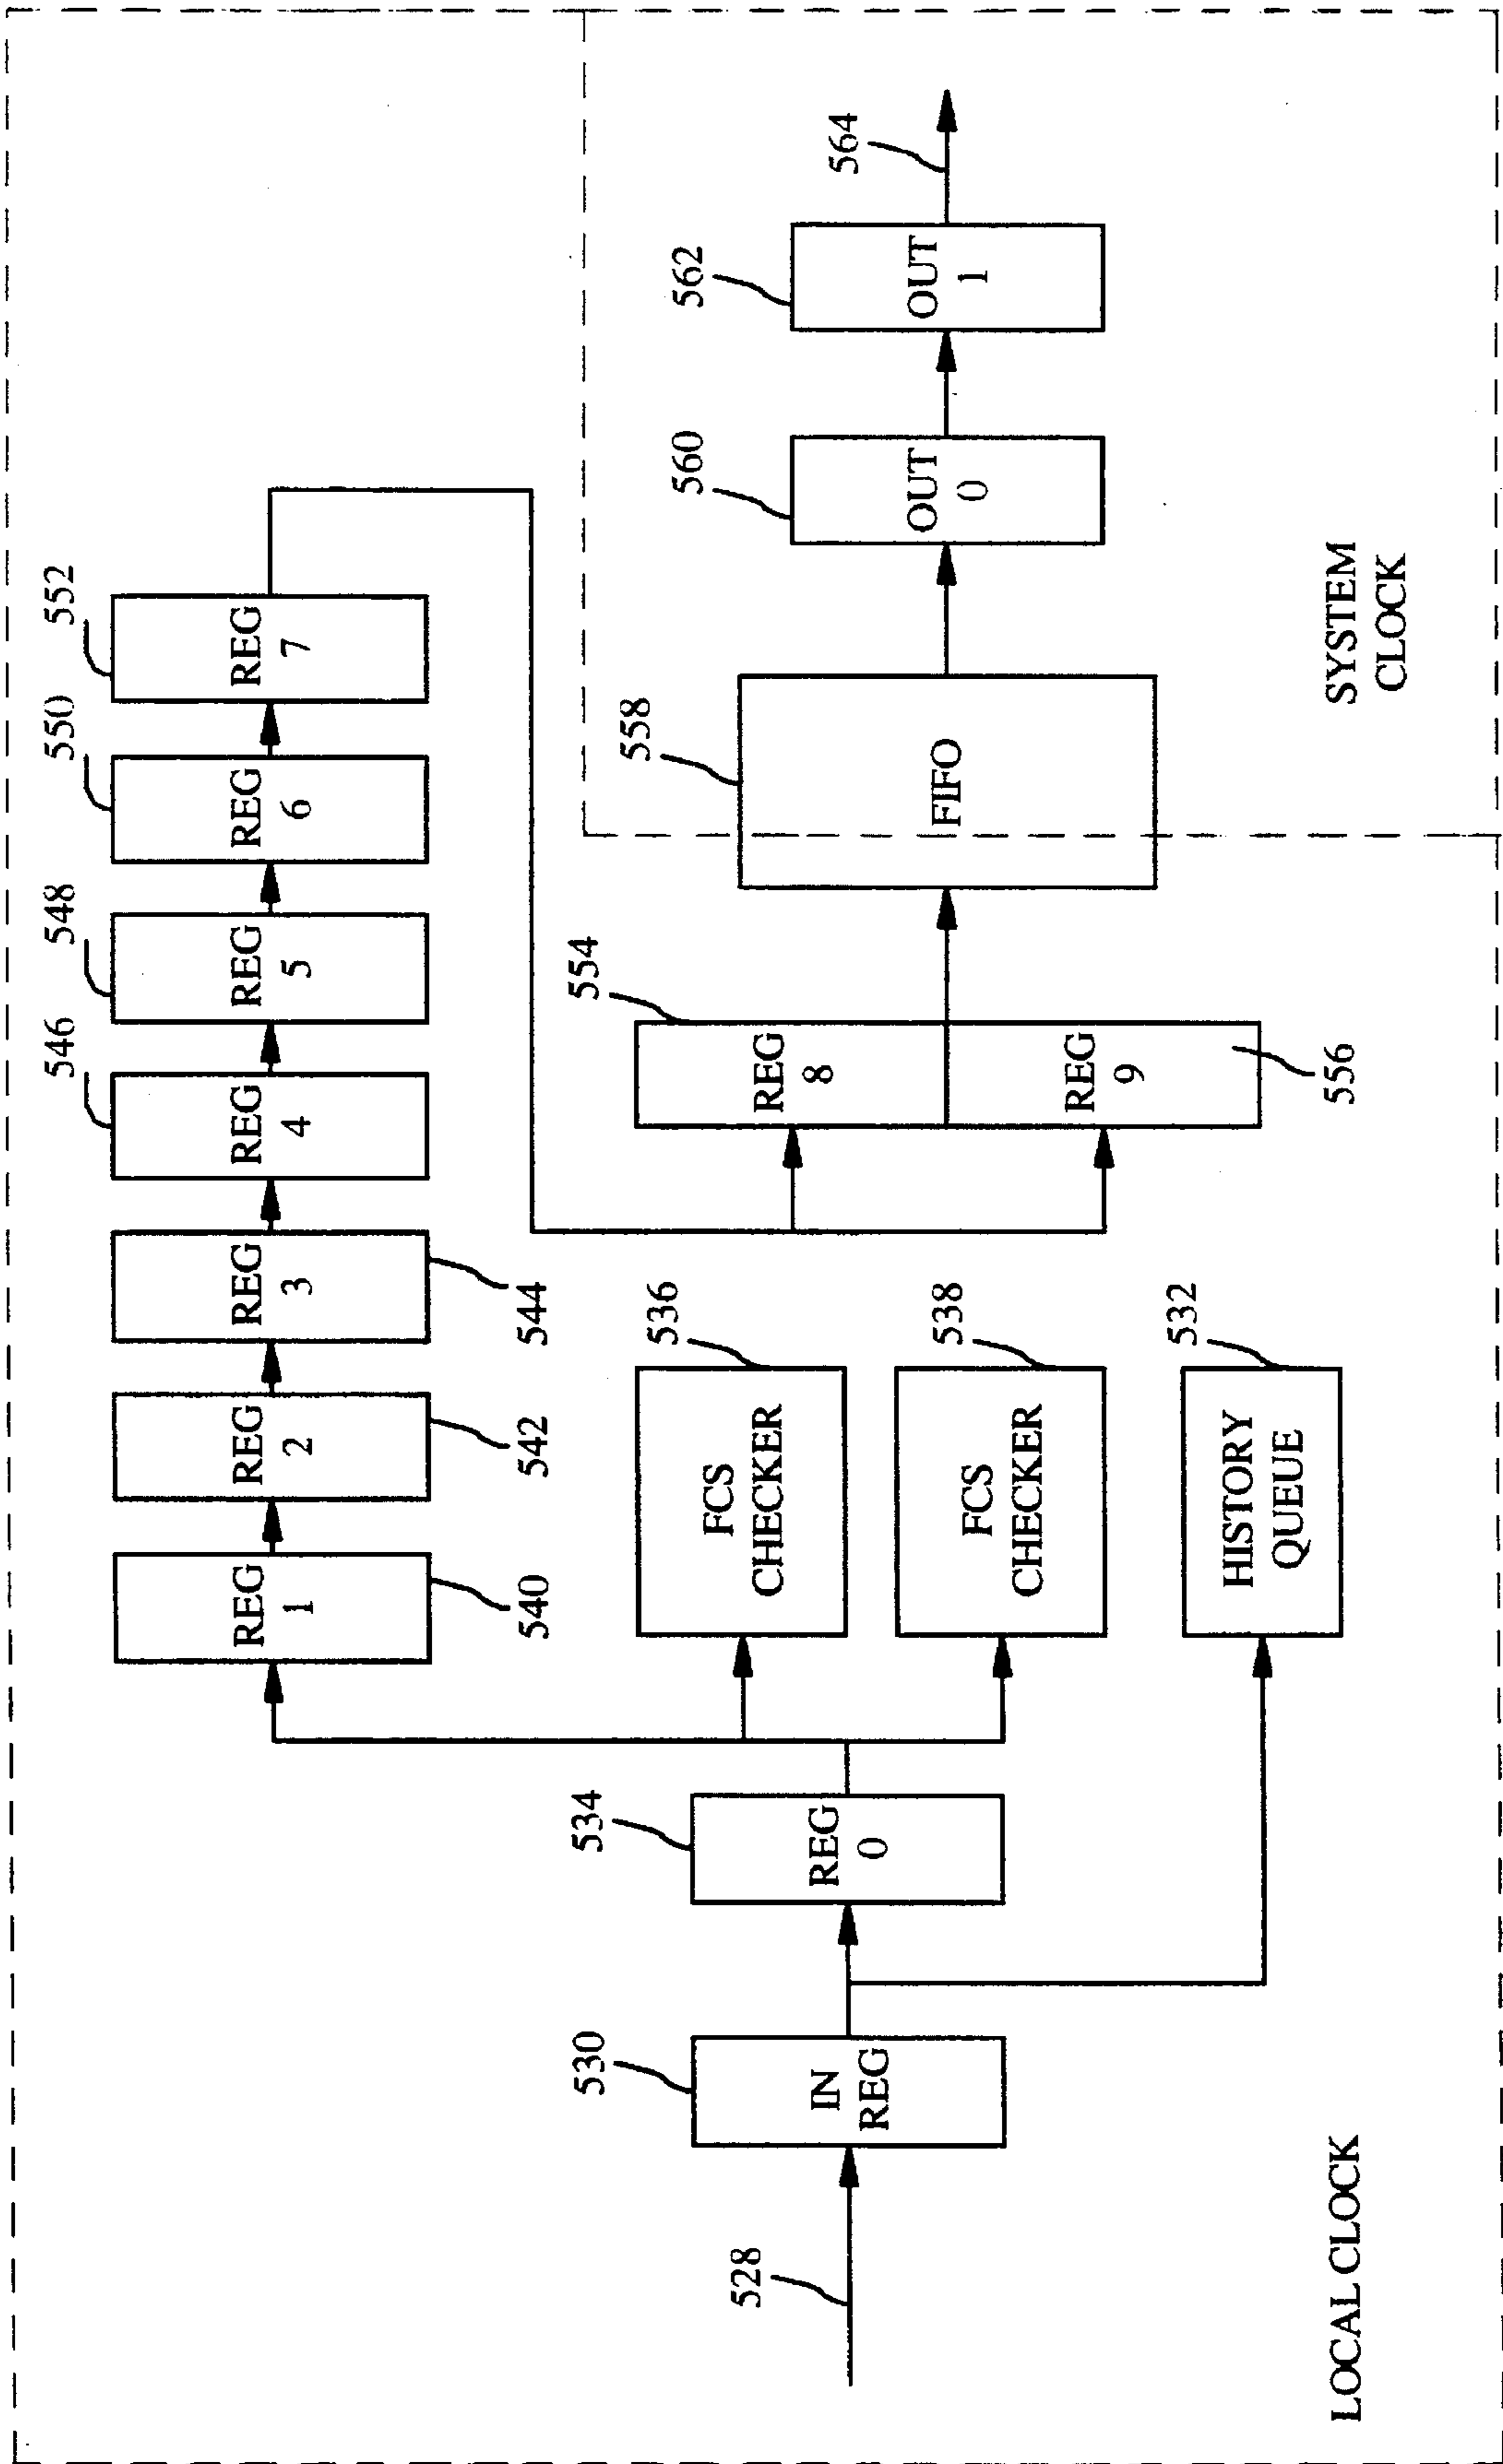 552
550
548
546
REG
7
REG
6
REG
5
REG
4
REG
3
REG
2
REG
1
544
542
540
564
562
560
558
554
OUT
1
OUT
0
FIFO
REG
8
REG
9
556
536
538
532
FCS
CHECKER
FCS
CHECKER
HISTORY
QUEUE
534
REG
0
530
IN
REG
528
SYSTEM
CLOCK
LOCAL CLOCK